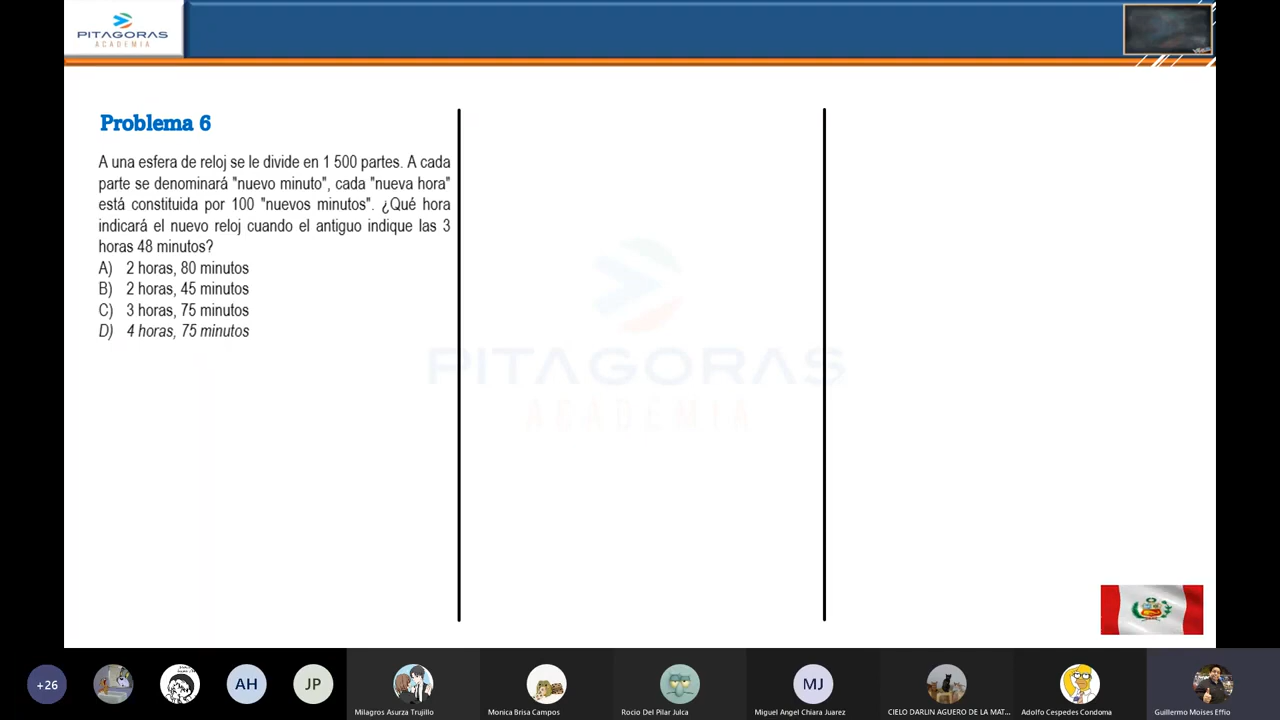 PITAGORAS
ACADEMIA
Problema 6
A una esfera de reloj se le divide en 1 500 partes. A cada
parte se denominará "nuevo minuto", cada "nueva hora"
está constituida por 100 "nuevos minutos". ¿Qué hora
indicará el nuevo reloj cuando el antiguo indique las 3
horas 48 minutos?
A) 2 horas, 80 minutos
B) 2 horas, 45 minutos
C) 3 horas, 75 minutos
D) 4 horas, 75 minutos
PITAGORAS
ACADEMIA
+26
AH
JP
MJ
Milagros Asurza Trujillo
Monica Brisa Campos
Rocio Del Pilar Julca
Miguel Angel Chiara Juarez
CIELO DARLIN AGUERO DE LA MAT...
Adolfo Cespedes Condoma
Guillermo Moises Effio